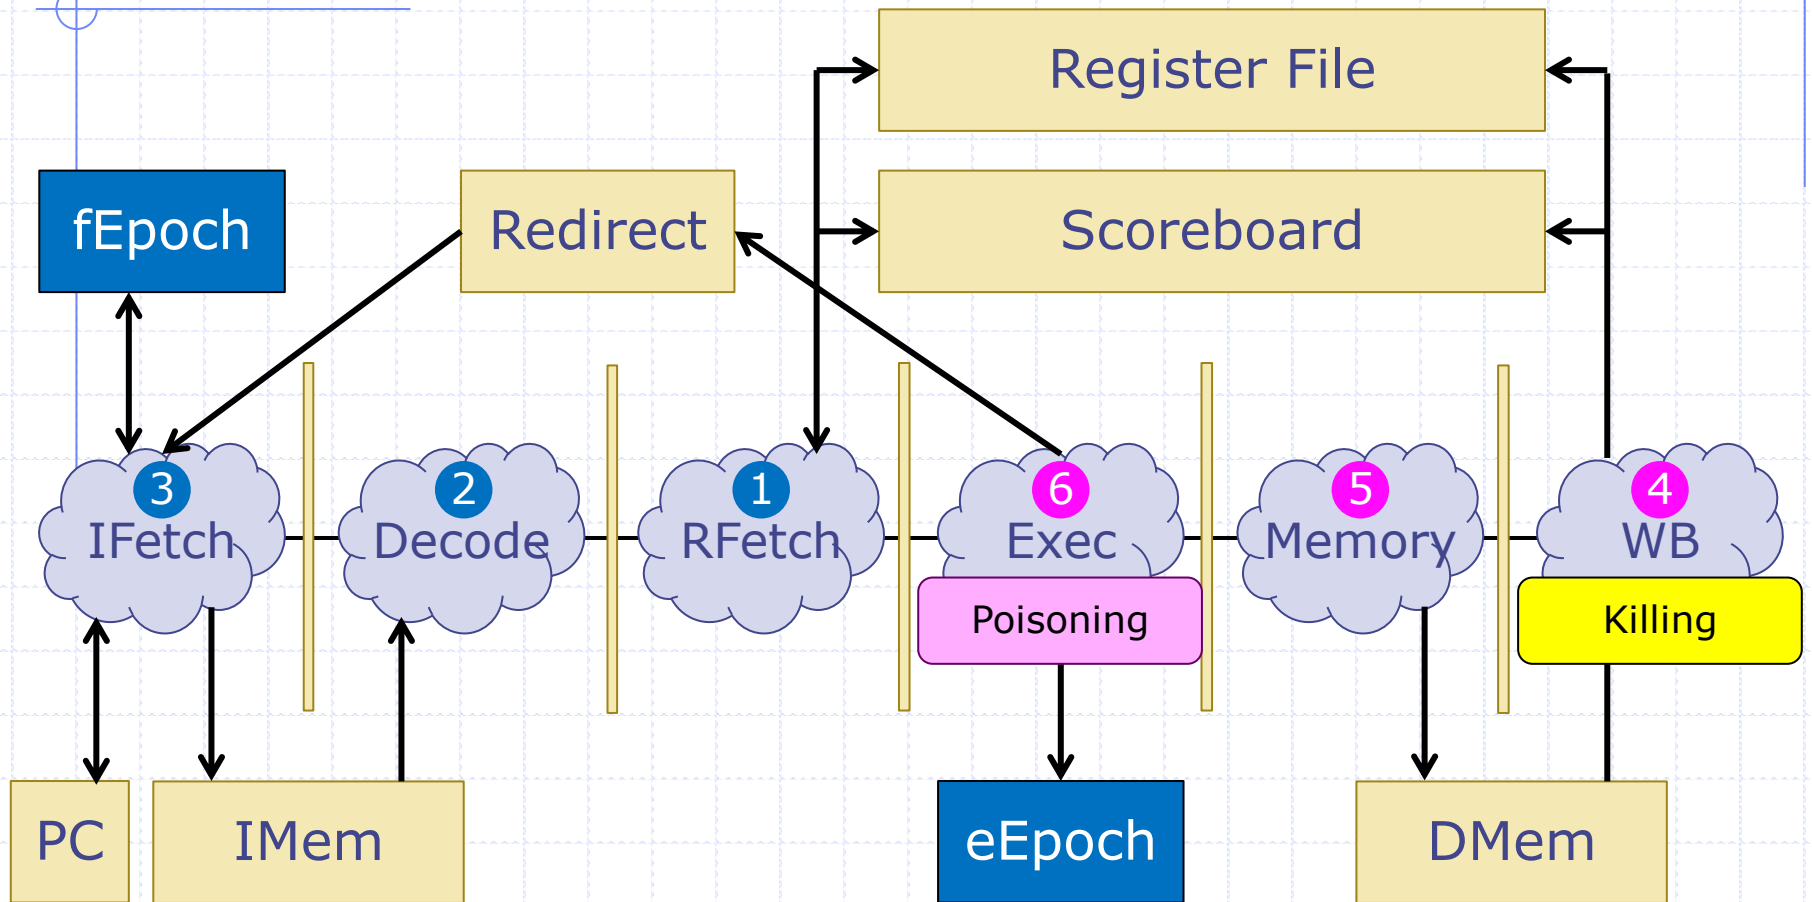 Register File
fEpoch
Redirect
Scoreboard
3
IFetch
2
Decode
1
RFetch
6
Exec
5
Memory
4
WB
Poisoning
Killing
PC
IMem
eEpoch
DMem